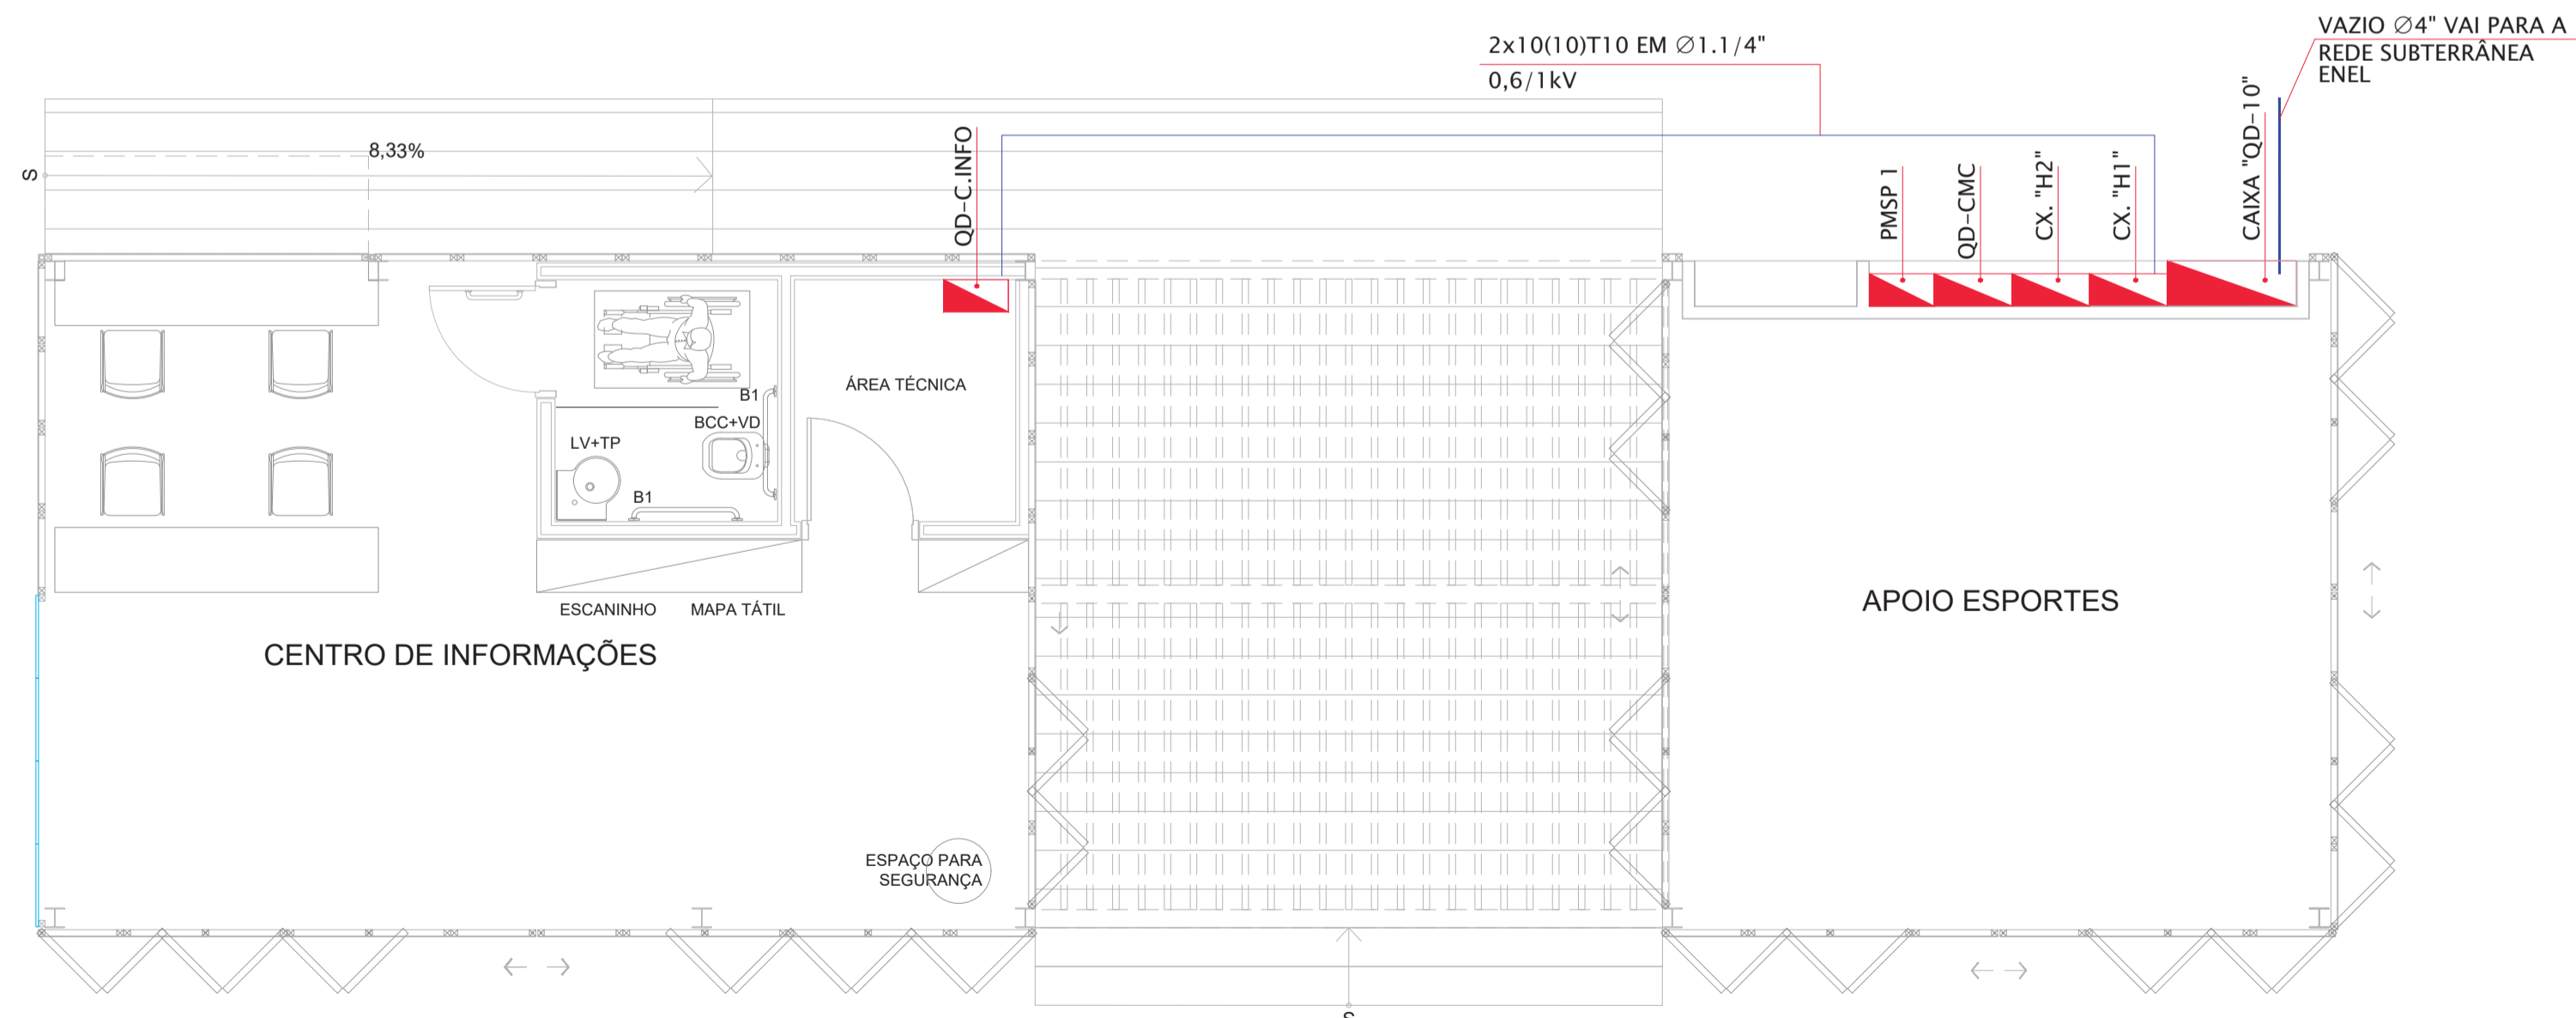 VAZIO ∅4" VAI PARA A
REDE SUBTERRÂNEA
ENEL
2x10(10)T10 EM ∅1.1/4"
0,6/1kV
8,33%
S
QD-C.INFO
PMSP 1
QD-CMC
CX. "H2"
CX. "H1"
CAIXA "QD-10"
ÁREA TÉCNICA
B1
BCC+VD
LV+TP
B1
ESCANINHO
MAPA TÁTIL
CENTRO DE INFORMAÇÕES
APOIO ESPORTES
ESPAÇO PARA
SEGURANÇA
S